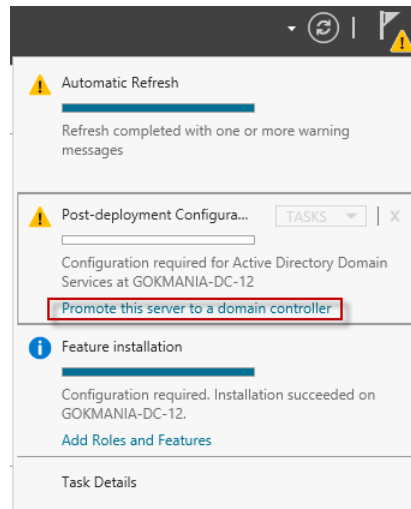 Automatic Refresh
Refresh completed with one or more warning
messages
Post-deployment Configura... TASKS X
Configuration required for Active Directory Domain
Services at GOKMANIA-DC-12
Promote this server to a domain controller
Feature installation
Configuration required. Installation succeeded on
GOKMANIA-DC-12.
Add Roles and Features
Task Details